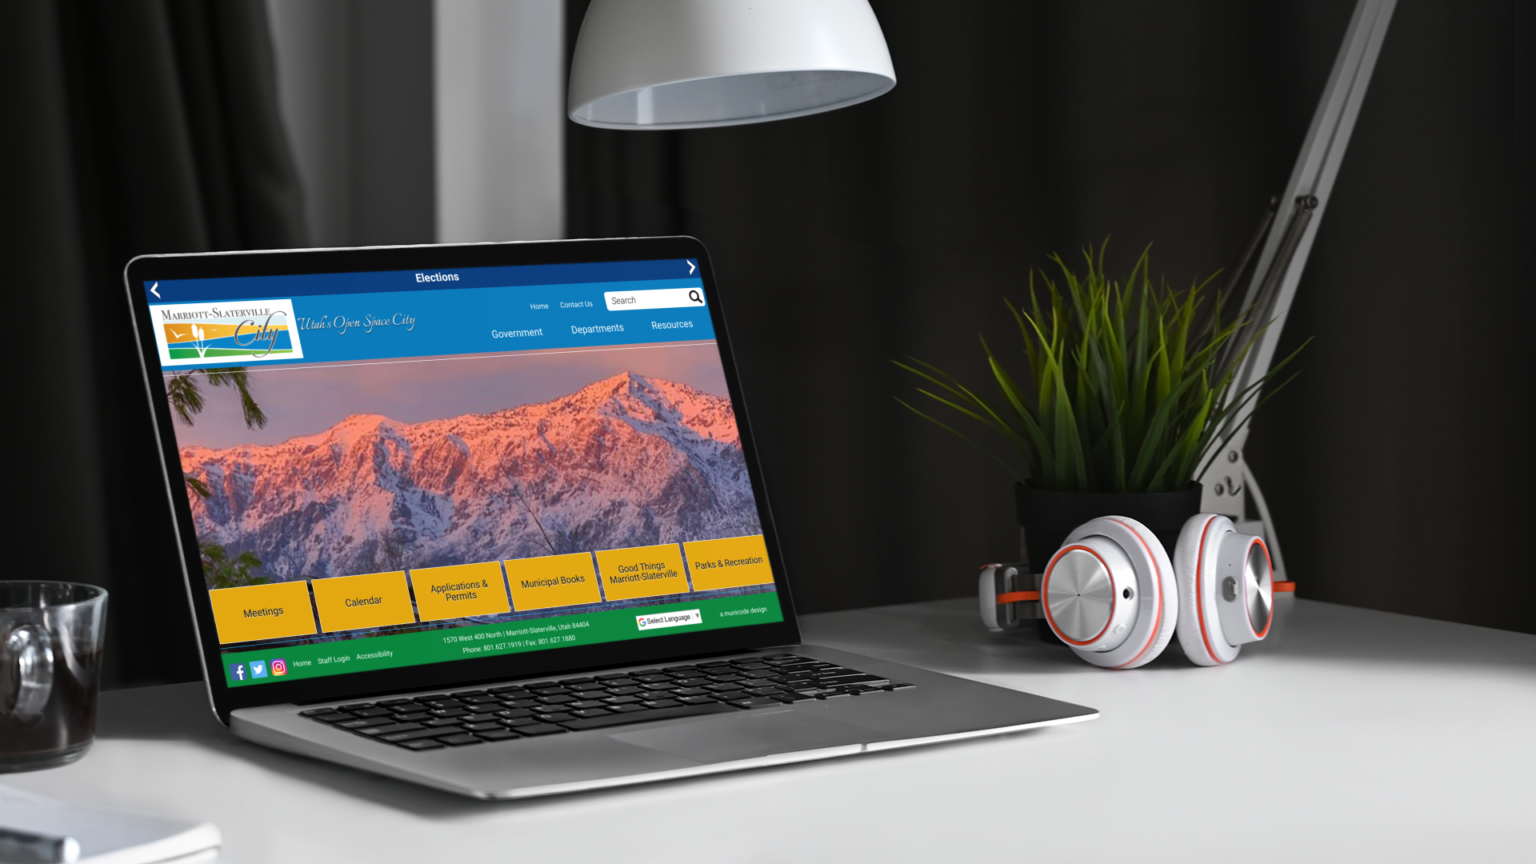 Elections
MARRIOTT-SLATERVILLE
City
Utah's Open Space City
Home
Contact Us
Search
Government
Departments
Resources
Meetings
Calendar
Applications &
Permits
Municipal Books
Good Things
Marriott-Slaterville
Parks & Recreation
Home
Staff Login
Accessibility
1570 West 400 North | Marriott-Slaterville, Utah 84404
Phone: 801.627.1919 | Fax: 801.627.1880
Select Language
a municode design